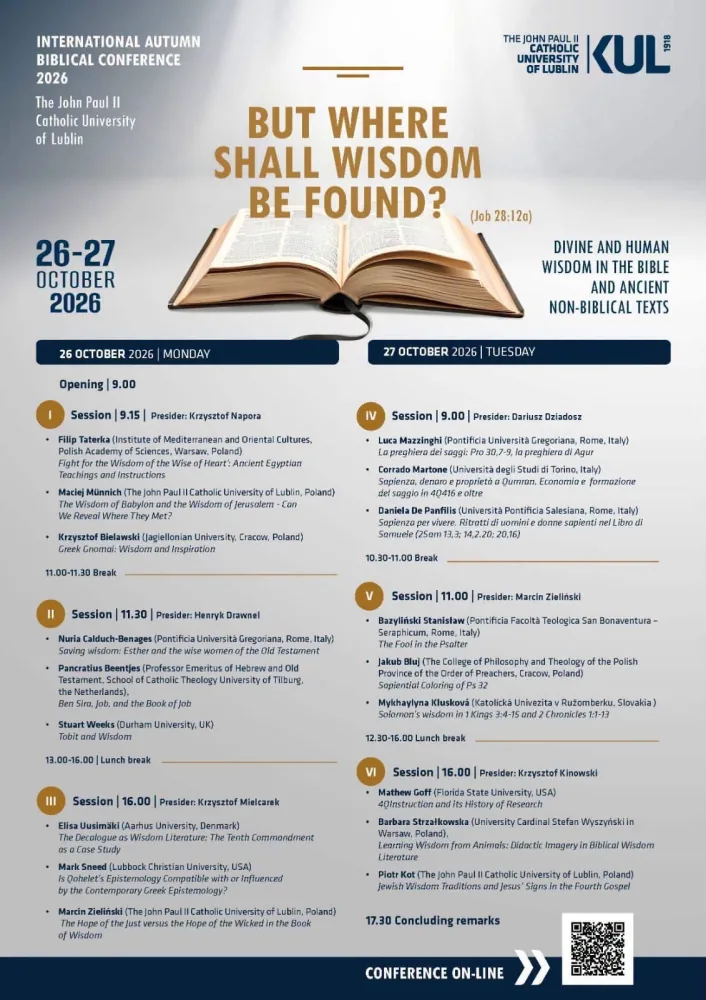 INTERNATIONAL AUTUMN
BIBLICAL CONFERENCE
2026
The John Paul II
Catholic University
of Lublin
THE JOHN PAUL II
CATHOLIC
UNIVERSITY
OF LUBLIN
KUL
1918
BUT WHERE
SHALL WISDOM
BE FOUND?
(Job 28:12a)
26-27
OCTOBER
2026
DIVINE AND HUMAN
WISDOM IN THE BIBLE
AND ANCIENT
NON-BIBLICAL TEXTS
26 OCTOBER 2026 | MONDAY
Opening | 9.00
I Session | 9.15 | Presider: Krzysztof Napora
• Filip Taterka (Institute of Mediterranean and Oriental Cultures,
Polish Academy of Sciences, Warsaw, Poland)
Fight for the Wisdom of the Wise of Heart': Ancient Egyptian
Teachings and Instructions
• Maciej Münnich (The John Paul II Catholic University of Lublin, Poland)
The Wisdom of Babylon and the Wisdom of Jerusalem - Can
We Reveal Where They Met?
• Krzysztof Bielawski (Jagiellonian University, Cracow, Poland)
Greek Gnomai: Wisdom and Inspiration
11.00-11.30 Break
II Session | 11.30 | Presider: Henryk Drawnel
• Nuria Calduch-Benages (Pontificia Università Gregoriana, Rome, Italy)
Saving wisdom: Esther and the wise women of the Old Testament
• Pancratius Beentjes (Professor Emeritus of Hebrew and Old
Testament, School of Catholic Theology University of Tilburg,
the Netherlands),
Ben Sira, Job, and the Book of Job
• Stuart Weeks (Durham University, UK)
Tobit and Wisdom
13.00-16.00 | Lunch break
III Session | 16.00 | Presider: Krzysztof Mielcarek
• Elisa Uusimäki (Aarhus University, Denmark)
The Decalogue as Wisdom Literature: The Tenth Commandment
as a Case Study
• Mark Sneed (Lubbock Christian University, USA)
Is Qohelet's Epistemology Compatible with or Influenced
by the Contemporary Greek Epistemology?
• Marcin Zieliński (The John Paul II Catholic University of Lublin, Poland)
The Hope of the Just versus the Hope of the Wicked in the Book
of Wisdom
27 OCTOBER 2026 | TUESDAY
IV Session | 9.00 | Presider: Dariusz Dziadosz
• Luca Mazzinghi (Pontificia Università Gregoriana, Rome, Italy)
La preghiera dei saggi: Pro 30,7-9, la preghiera di Agur
• Corrado Martone (Università degli Studi di Torino, Italy)
Sapienza, denaro e proprietà a Qumran. Economia e formazione
del saggio in 4Q416 e oltre
• Daniela De Panfilis (Università Pontificia Salesiana, Rome, Italy)
Sapienza per vivere. Ritratti di uomini e donne sapienti nel Libro di
Samuele (2Sam 13,3; 14,2.20; 20,16)
10.30-11.00 Break
V Session | 11.00 | Presider: Marcin Zieliński
• Bazyliński Stanisław (Pontificia Facoltà Teologica San Bonaventura –
Seraphicum, Rome, Italy)
The Fool in the Psalter
• Jakub Bluj (The College of Philosophy and Theology of the Polish
Province of the Order of Preachers, Cracow, Poland)
Sapiential Coloring of Ps 32
• Mykhaylyna Klusková (Katolická Univezita v Ružomberku, Slovakia )
Solomon's wisdom in 1 Kings 3:4-15 and 2 Chronicles 1:1-13
12.30-16.00 Lunch break
VI Session | 16.00 | Presider: Krzysztof Kinowski
• Mathew Goff (Florida State University, USA)
4QInstruction and its History of Research
• Barbara Strzałkowska (University Cardinal Stefan Wyszyński in
Warsaw, Poland),
Learning Wisdom from Animals: Didactic Imagery in Biblical Wisdom
Literature
• Piotr Kot (The John Paul II Catholic University of Lublin, Poland)
Jewish Wisdom Traditions and Jesus' Signs in the Fourth Gospel
17.30 Concluding remarks
CONFERENCE ON-LINE